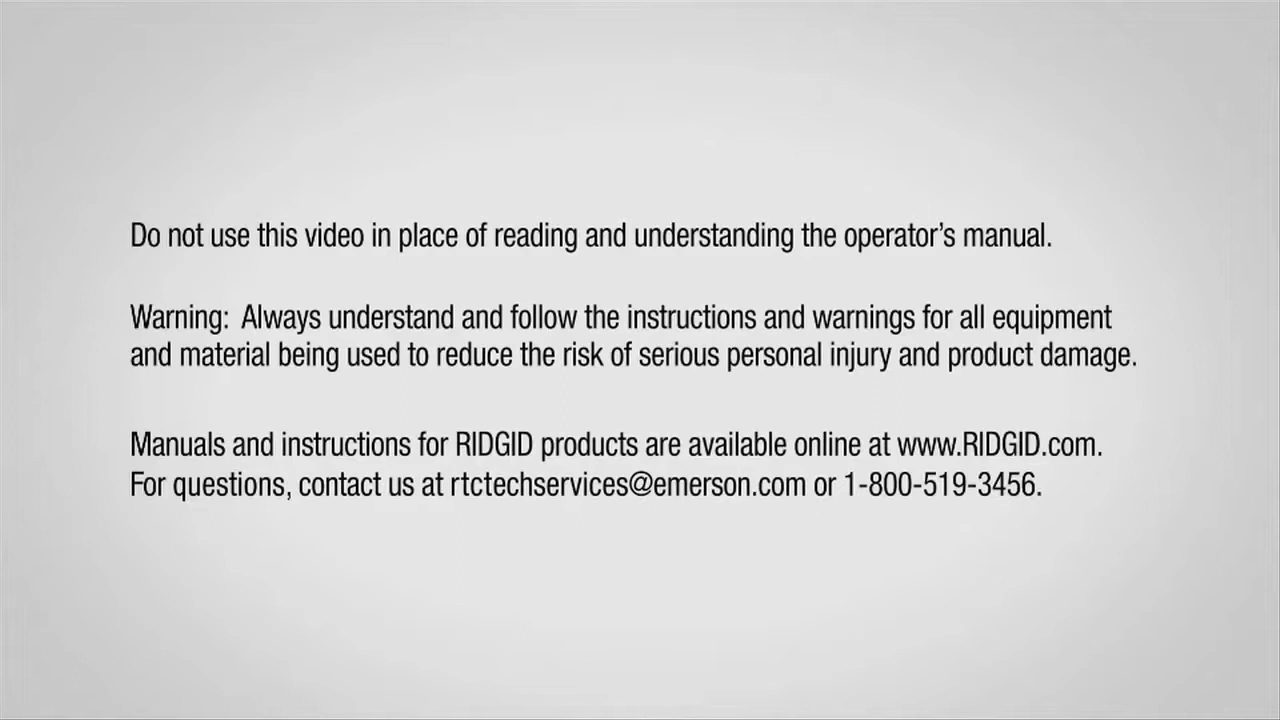 Do not use this video in place of reading and understanding the operator’s manual.
Warning:  Always understand and follow the instructions and warnings for all equipment
and material being used to reduce the risk of serious personal injury and product damage.
Manuals and instructions for RIDGID products are available online at www.RIDGID.com.
For questions, contact us at rtctechservices@emerson.com or 1-800-519-3456.